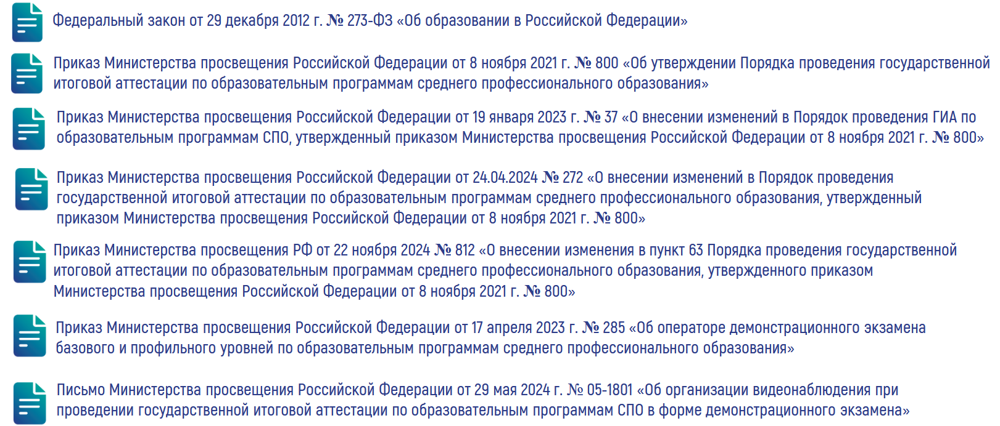 Федеральный закон от 29 декабря 2012 г. № 273-ФЗ «Об образовании в Российской Федерации»
Приказ Министерства просвещения Российской Федерации от 8 ноября 2021 г. № 800 «Об утверждении Порядка проведения государственной
итоговой аттестации по образовательным программам среднего профессионального образования»
Приказ Министерства просвещения Российской Федерации от 19 января 2023 г. № 37 «О внесении изменений в Порядок проведения ГИА по
образовательным программам СПО, утвержденный приказом Министерства просвещения Российской Федерации от 8 ноября 2021 г. № 800»
Приказ Министерства просвещения Российской Федерации от 24.04.2024 № 272 «О внесении изменений в Порядок проведения
государственной итоговой аттестации по образовательным программам среднего профессионального образования, утвержденный
приказом Министерства просвещения Российской Федерации от 8 ноября 2021 г. № 800»
Приказ Министерства просвещения РФ от 22 ноября 2024 № 812 «О внесении изменения в пункт 63 Порядка проведения государственной
итоговой аттестации по образовательным программам среднего профессионального образования, утвержденного приказом
Министерства просвещения Российской Федерации от 8 ноября 2021 г. № 800»
Приказ Министерства просвещения Российской Федерации от 17 апреля 2023 г. № 285 «Об операторе демонстрационного экзамена
базового и профильного уровней по образовательным программам среднего профессионального образования»
Письмо Министерства просвещения Российской Федерации от 29 мая 2024 г. № 05-1801 «Об организации видеонаблюдения при
проведении государственной итоговой аттестации по образовательным программам СПО в форме демонстрационного экзамена»